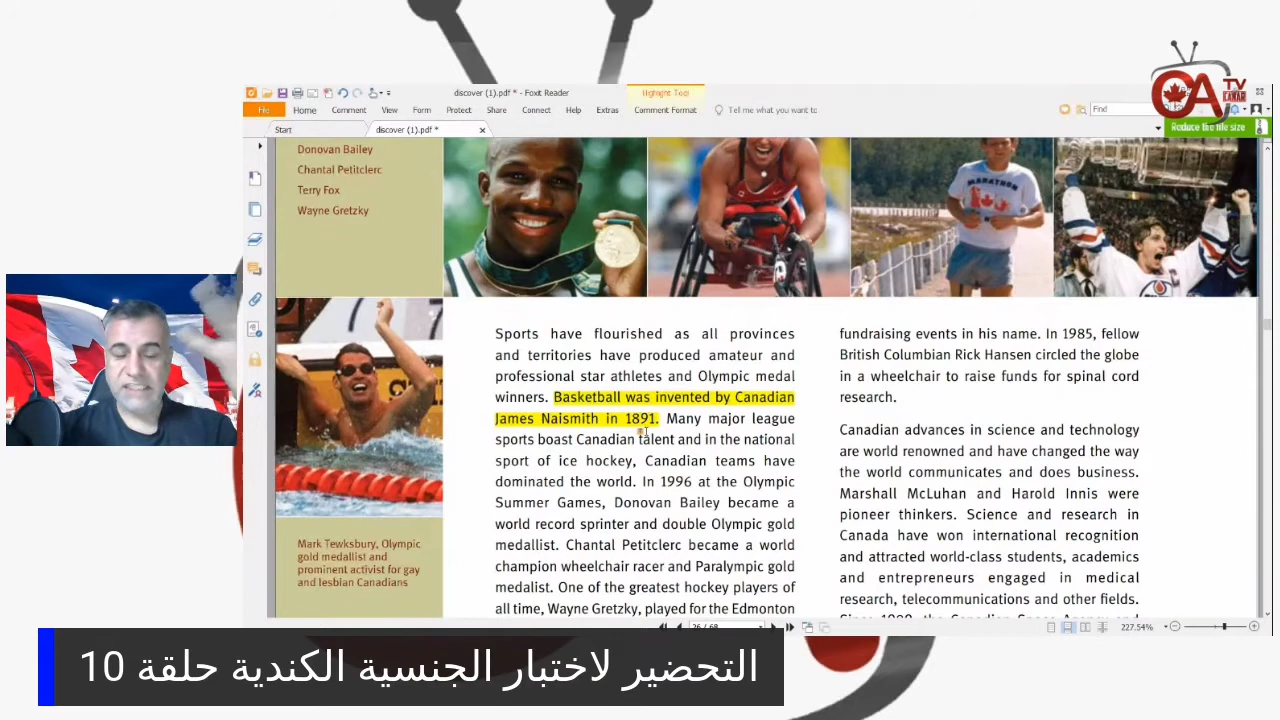 CA TV
CANAR
discover (1).pdf * - Foxit Reader
Highlight Tool
File Home Comment View Form Protect Share Connect Help Extras Comment Format Tell me what you want to
Find
Start discover (1).pdf *
Reduce the file size
Donovan Bailey
Chantal Petitclerc
Terry Fox
Wayne Gretzky
MARATHON
Mark Tewksbury, Olympic
gold medallist and
prominent activist for gay
and lesbian Canadians
Sports have flourished as all provinces
and territories have produced amateur and
professional star athletes and Olympic medal
winners. Basketball was invented by Canadian
James Naismith in 1891. Many major league
sports boast Canadian talent and in the national
sport of ice hockey, Canadian teams have
dominated the world. In 1996 at the Olympic
Summer Games, Donovan Bailey became a
world record sprinter and double Olympic gold
medallist. Chantal Petitclerc became a world
champion wheelchair racer and Paralympic gold
medalist. One of the greatest hockey players of
all time, Wayne Gretzky, played for the Edmonton
fundraising events in his name. In 1985, fellow
British Columbian Rick Hansen circled the globe
in a wheelchair to raise funds for spinal cord
research.
Canadian advances in science and technology
are world renowned and have changed the way
the world communicates and does business.
Marshall McLuhan and Harold Innis were
pioneer thinkers. Science and research in
Canada have won international recognition
and attracted world-class students, academics
and entrepreneurs engaged in medical
research, telecommunications and other fields.
Since 1989, the Canadian Space Agency and
26 / 68
227.54%
التحضير لاختبار الجنسية الكندية حلقة 10